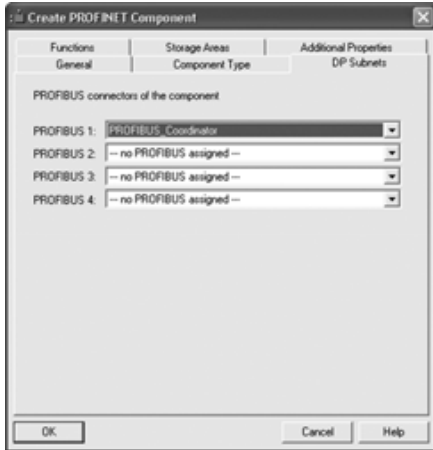 Create PROFINET Component
Functions Storage Areas Additional Properties
General Component Type DP Subnets
PROFIBUS connectors of the component
PROFIBUS 1: PROFIBUS_Coordinator
PROFIBUS 2: -- no PROFIBUS assigned --
PROFIBUS 3: -- no PROFIBUS assigned --
PROFIBUS 4: -- no PROFIBUS assigned --
OK Cancel Help